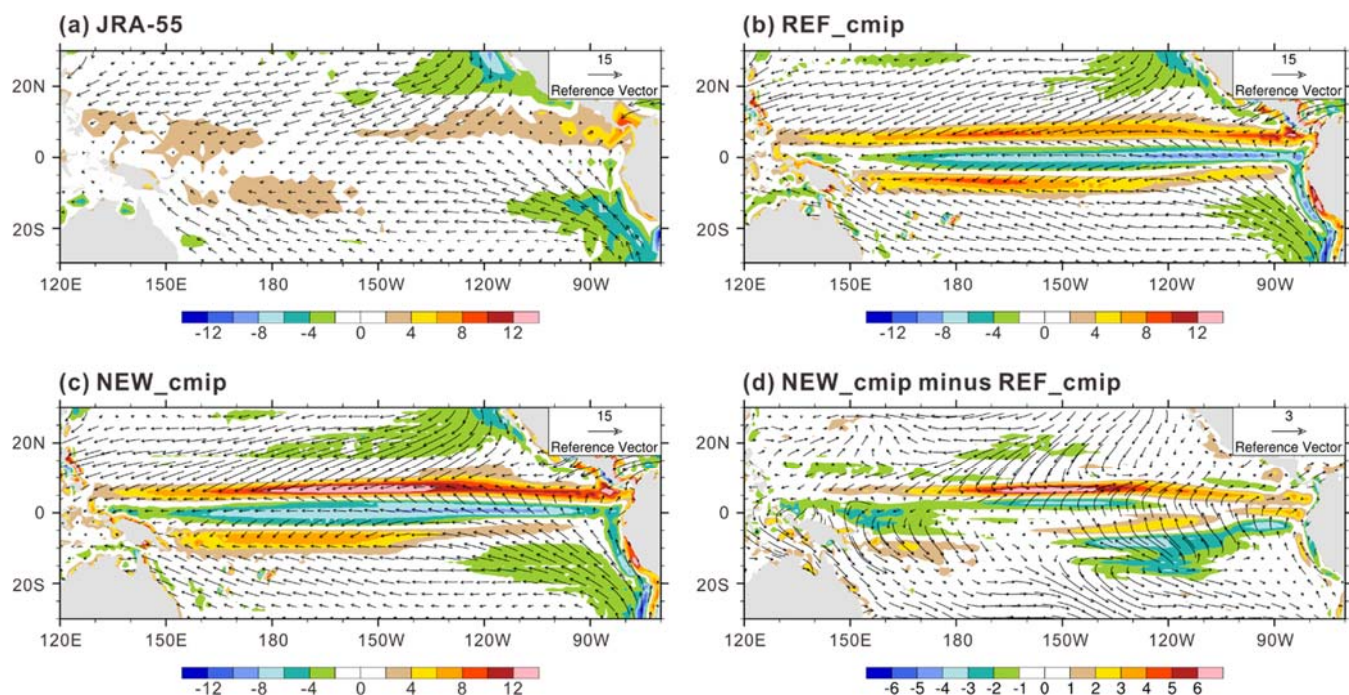 (a) JRA-55
15
Reference Vector
20N
0
20S
120E 150E 180 150W 120W 90W
-12 -8 -4 0 4 8 12
(b) REF_cmip
15
Reference Vector
20N
0
20S
120E 150E 180 150W 120W 90W
-12 -8 -4 0 4 8 12
(c) NEW_cmip
15
Reference Vector
20N
0
20S
120E 150E 180 150W 120W 90W
-12 -8 -4 0 4 8 12
(d) NEW_cmip minus REF_cmip
3
Reference Vector
20N
0
20S
120E 150E 180 150W 120W 90W
-6 -5 -4 -3 -2 -1 0 1 2 3 4 5 6